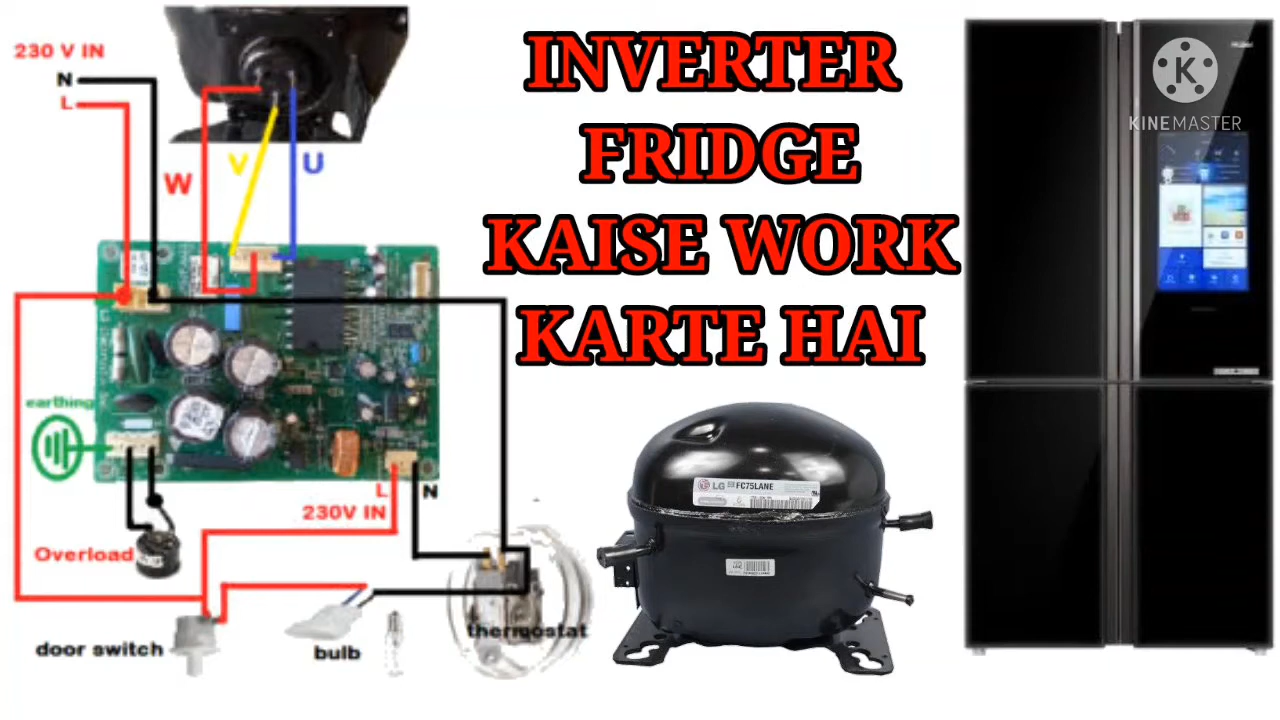 230 V IN
N
L
W
V
U
earthing
L
N
230V IN
Overload
door switch
bulb
thermostat
INVERTER
FRIDGE
KAISE WORK
KARTE HAI
LG FC75LANE
K
KINEMASTER